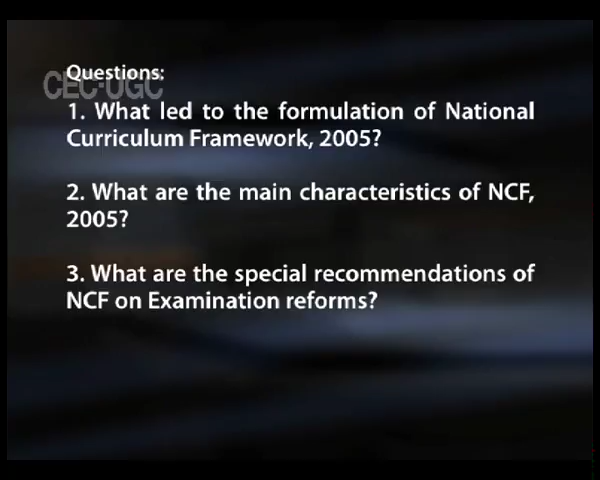 Questions:
CEC-UGC
1. What led to the formulation of National
Curriculum Framework, 2005?
2. What are the main characteristics of NCF,
2005?
3. What are the special recommendations of
NCF on Examination reforms?